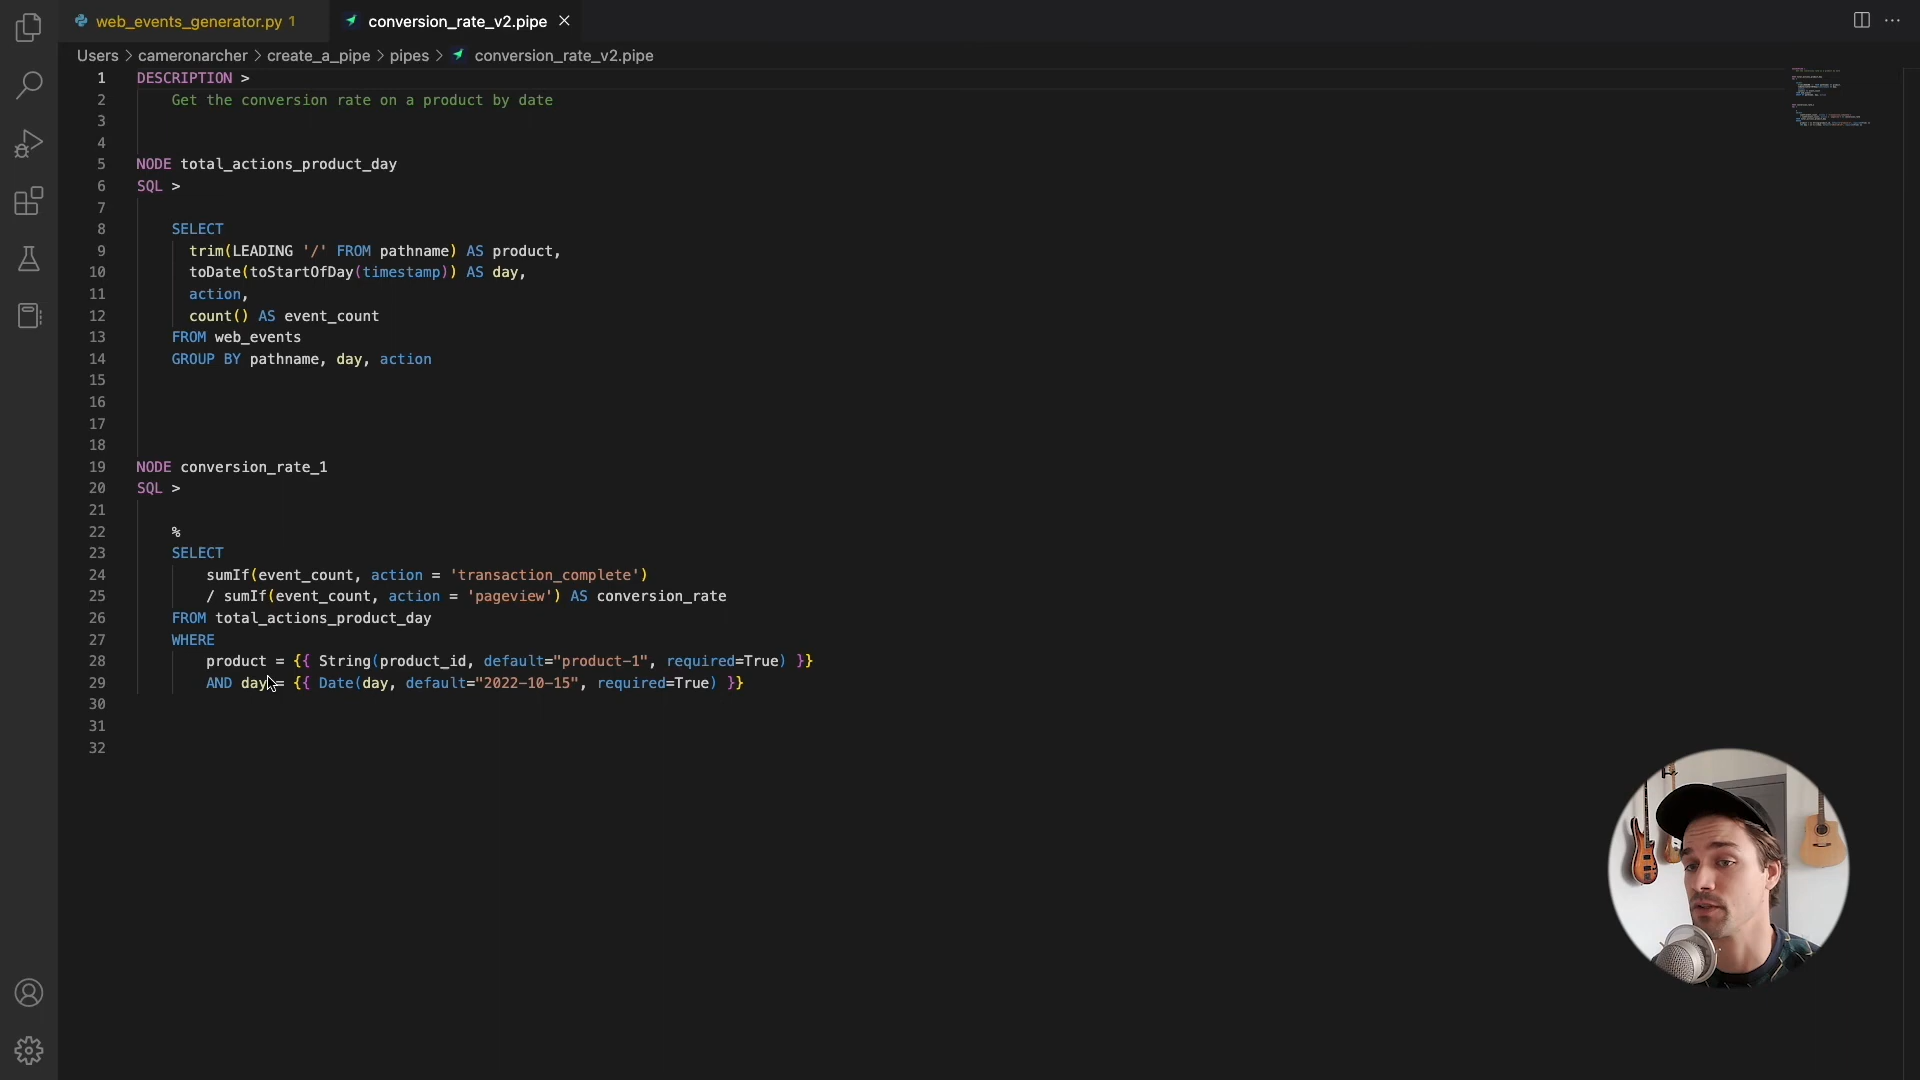 web_events_generator.py 1
conversion_rate_v2.pipe
Users > cameronarcher > create_a_pipe > pipes > conversion_rate_v2.pipe
1 DESCRIPTION >
2 Get the conversion rate on a product by date
3
4
5 NODE total_actions_product_day
6 SQL >
7
8 SELECT
9 trim(LEADING '/' FROM pathname) AS product,
10 toDate(toStartOfDay(timestamp)) AS day,
11 action,
12 count() AS event_count
13 FROM web_events
14 GROUP BY pathname, day, action
15
16
17
18
19 NODE conversion_rate_1
20 SQL >
21
22 %
23 SELECT
24 sumIf(event_count, action = 'transaction_complete')
25 / sumIf(event_count, action = 'pageview') AS conversion_rate
26 FROM total_actions_product_day
27 WHERE
28 product = {{ String(product_id, default="product-1", required=True) }}
29 AND day = {{ Date(day, default="2022-10-15", required=True) }}
30
31
32